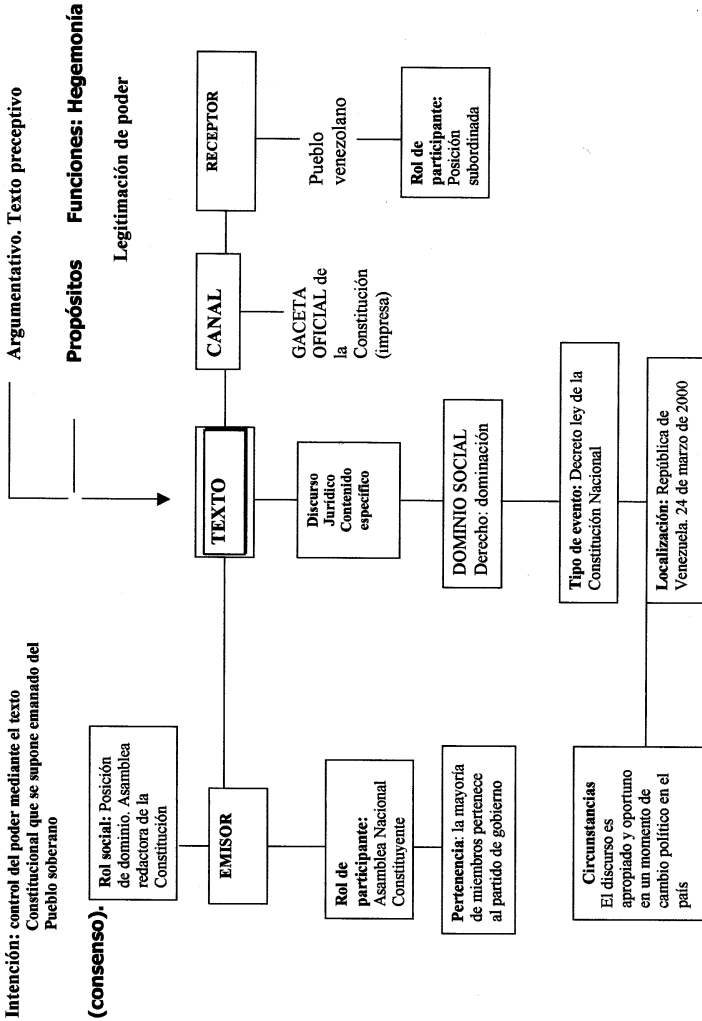 Intención: control del poder mediante el texto
Constitucional que se supone emanado del
Pueblo soberano
Argumentativo. Texto preceptivo
Propósitos Funciones: Hegemonía
(consenso).
Legitimación de poder
Rol social: Posición
de dominio. Asamblea
redactora de la
Constitución
EMISOR
TEXTO
CANAL
RECEPTOR
Rol de
participante:
Asamblea Nacional
Constituyente
Pertenencia: la mayoría
de miembros pertenece
al partido de gobierno
Discurso
Jurídico
Contenido
específico
GACETA
OFICIAL de
la
Constitución
(impresa)
Pueblo
venezolano
Rol de
participante:
Posición
subordinada
DOMINIO SOCIAL
Derecho: dominación
Tipo de evento: Decreto ley de la
Constitución Nacional
Circunstancias
El discurso es
apropiado y oportuno
en un momento de
cambio político en el
país
Localización: República de
Venezuela. 24 de marzo de 2000